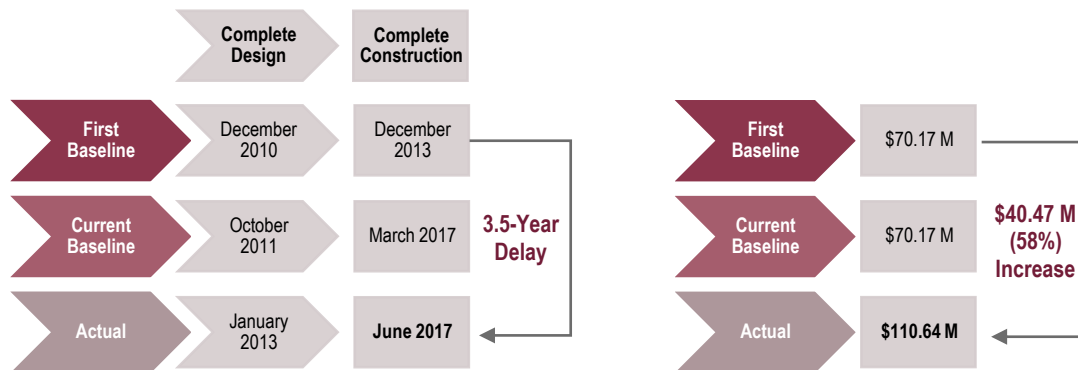 Complete
Design
Complete
Construction
First
Baseline
December
2010
December
2013
Current
Baseline
October
2011
March 2017
Actual
January
2013
June 2017
3.5-Year
Delay
First
Baseline
$70.17 M
Current
Baseline
$70.17 M
Actual
$110.64 M
$40.47 M
(58%)
Increase